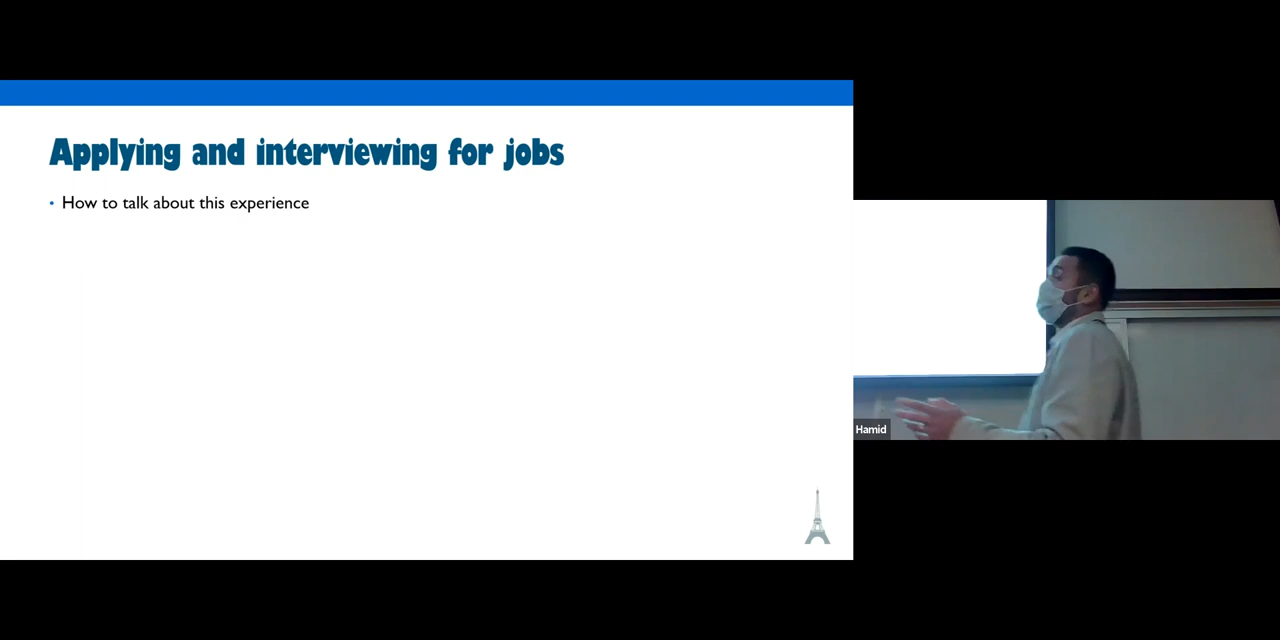 Applying and interviewing for jobs
• How to talk about this experience
Hamid